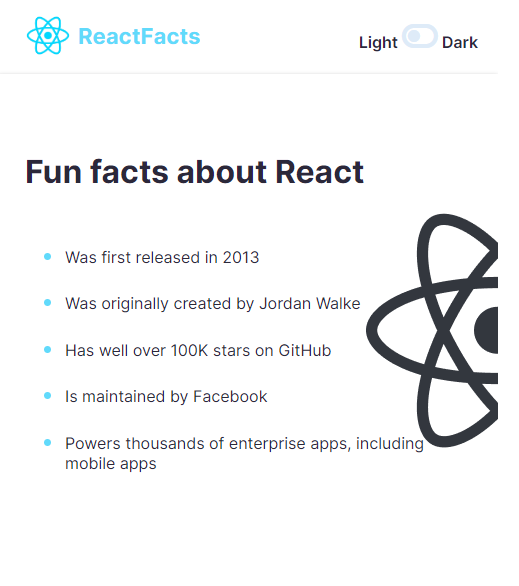 ReactFacts
Light Dark
Fun facts about React
Was first released in 2013
Was originally created by Jordan Walke
Has well over 100K stars on GitHub
Is maintained by Facebook
Powers thousands of enterprise apps, including
mobile apps